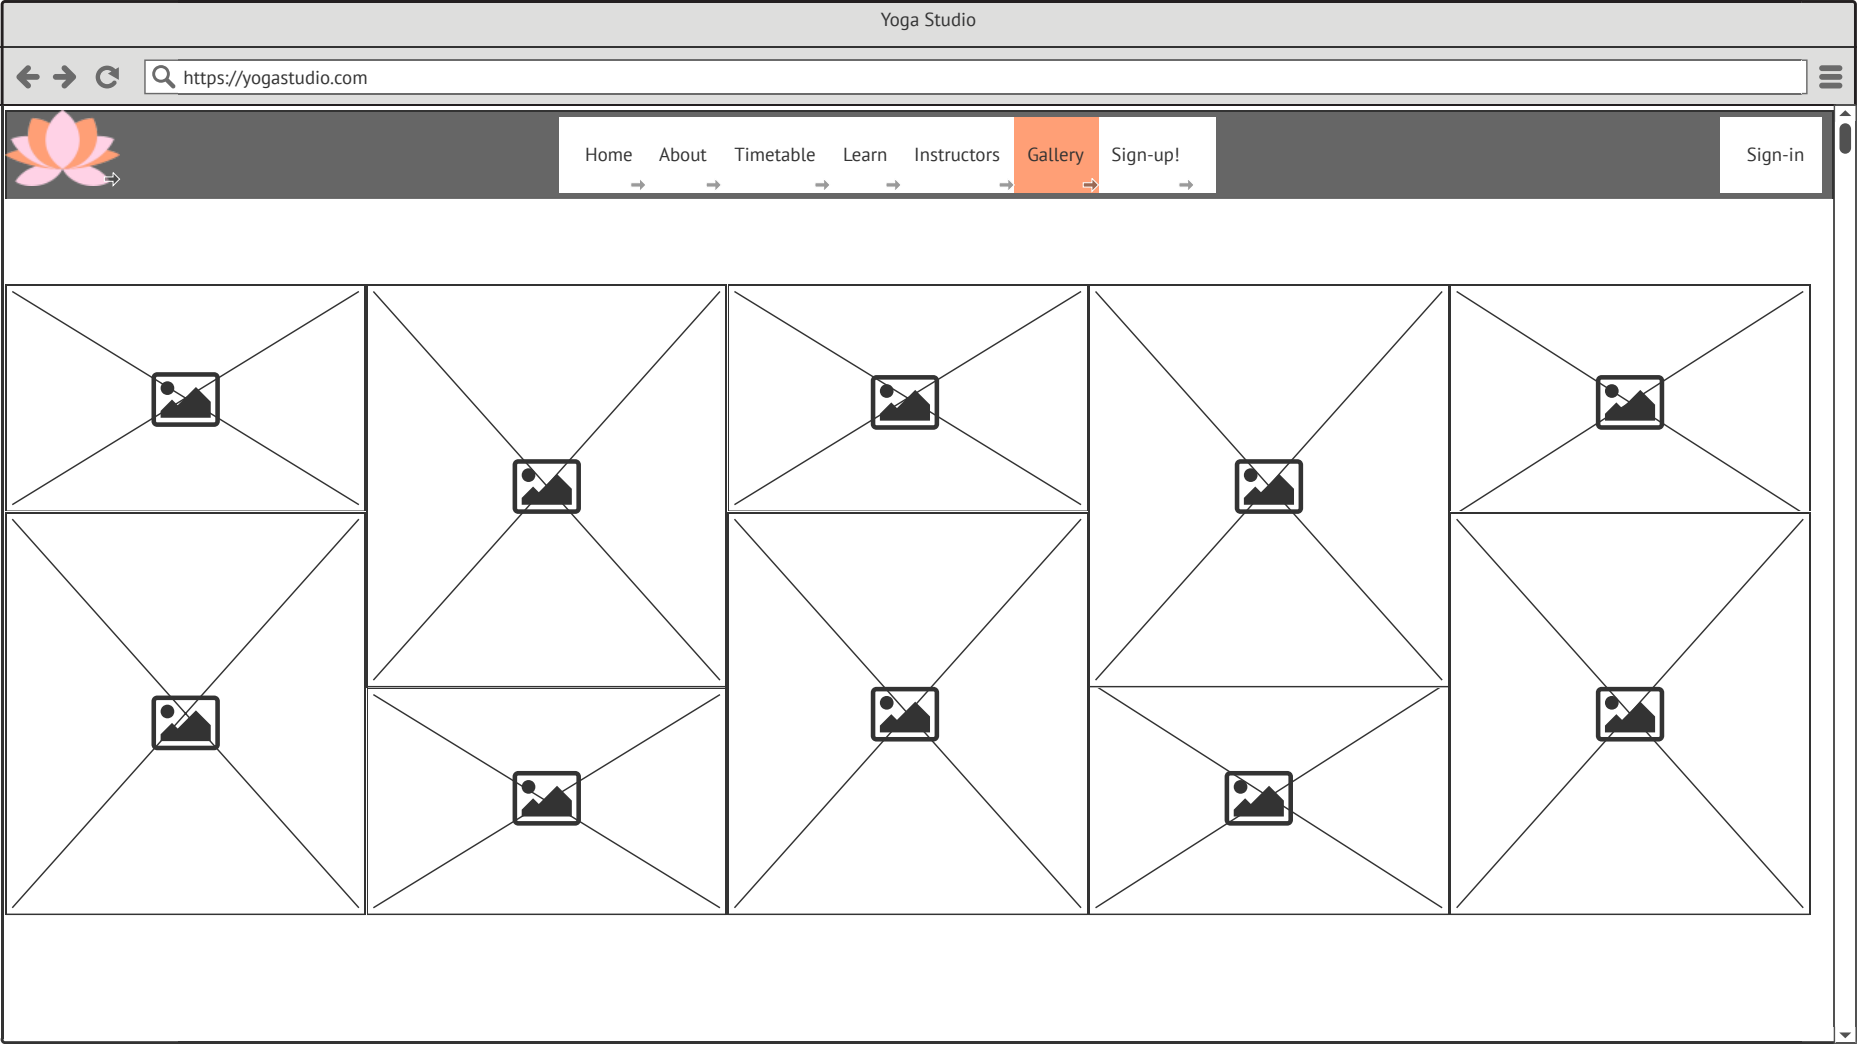 Yoga Studio
https://yogastudio.com
Home About Timetable Learn Instructors Gallery Sign-up! Sign-in